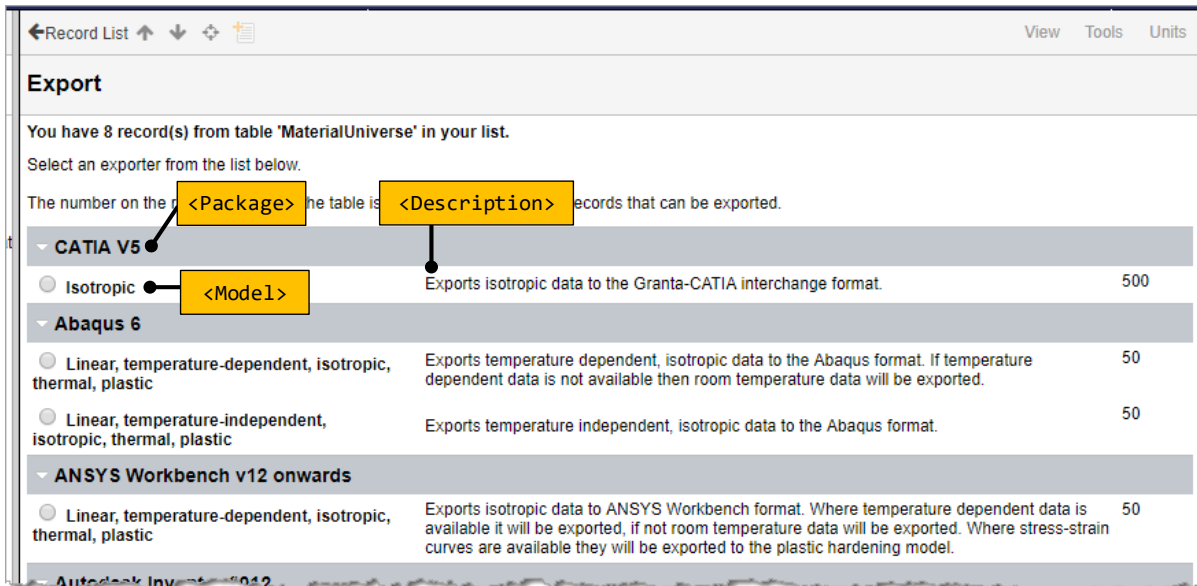 Record List
View Tools Units
Export
You have 8 record(s) from table 'MaterialUniverse' in your list.
Select an exporter from the list below.
The number on the he table is ecords that can be exported.
<Package>
<Description>
CATIA V5
Isotropic
<Model>
Exports isotropic data to the Granta-CATIA interchange format.
500
Abaqus 6
Linear, temperature-dependent, isotropic,
thermal, plastic
Exports temperature dependent, isotropic data to the Abaqus format. If temperature
dependent data is not available then room temperature data will be exported.
50
Linear, temperature-independent,
isotropic, thermal, plastic
Exports temperature independent, isotropic data to the Abaqus format.
50
ANSYS Workbench v12 onwards
Linear, temperature-dependent, isotropic,
thermal, plastic
Exports isotropic data to ANSYS Workbench format. Where temperature dependent data is
available it will be exported, if not room temperature data will be exported. Where stress-strain
curves are available they will be exported to the plastic hardening model.
50